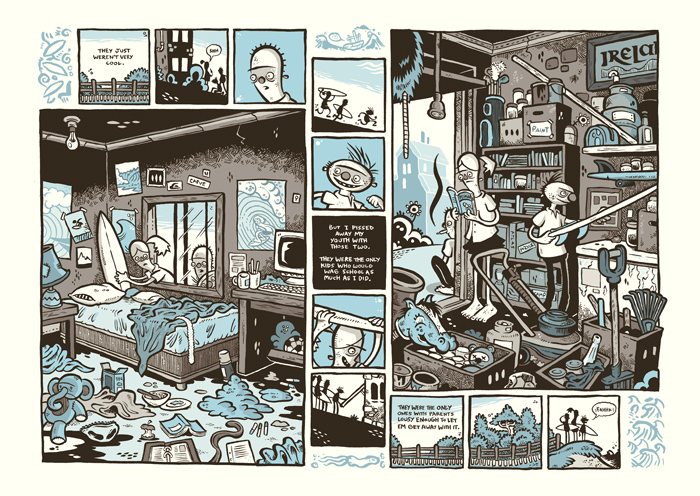 THEY JUST
WEREN'T VERY
COOL.
CARVE
BUT I PISSED
AWAY MY
YOUTH WITH
THOSE TWO.
THEY WERE THE ONLY
KIDS WHO WOULD
WAG SCHOOL AS
MUCH AS I DID.
IRELA
PAINT
THEY WERE THE ONLY
ONES WITH PARENTS
LOUSY ENOUGH TO LET
EM GET AWAY WITH IT.